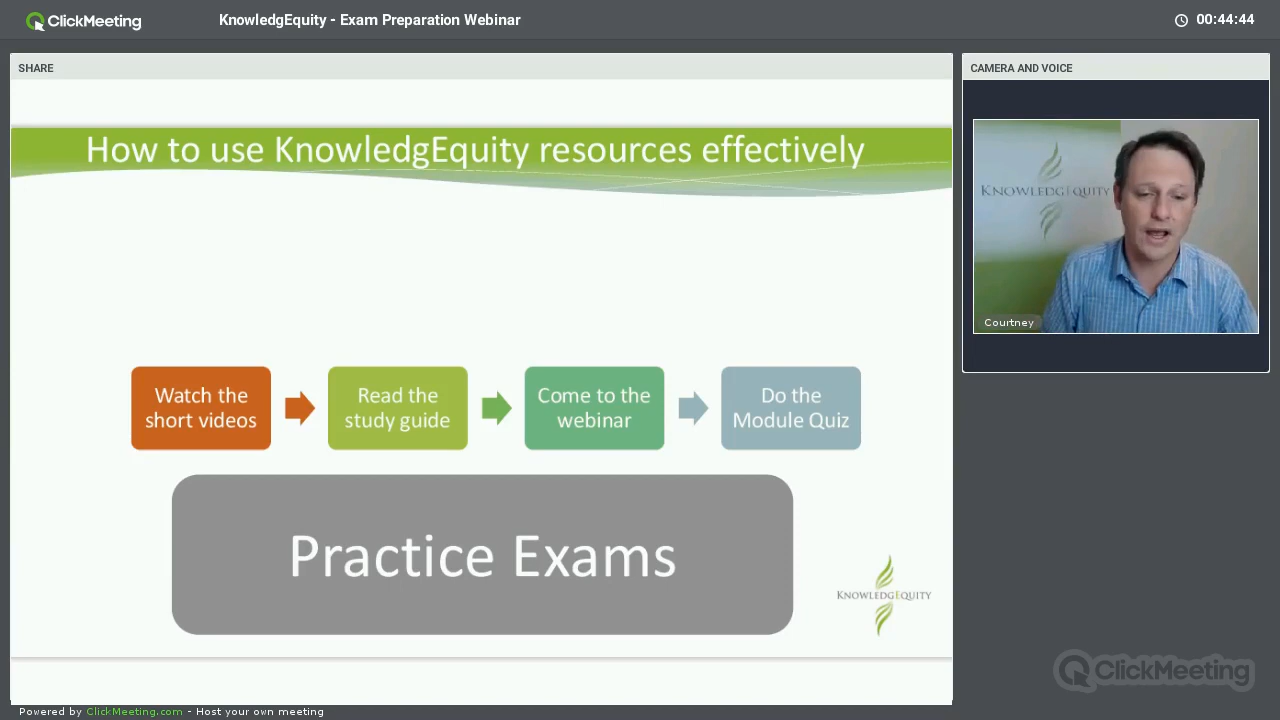 ClickMeeting
KnowledgEquity - Exam Preparation Webinar
00:44:44
SHARE
CAMERA AND VOICE
How to use KnowledgEquity resources effectively
KNOWLEDGEQUITY
Courtney
Watch the
short videos
Read the
study guide
Come to the
webinar
Do the
Module Quiz
Practice Exams
KNOWLEDGEQUITY
ClickMeeting
Powered by ClickMeeting.com - Host your own meeting